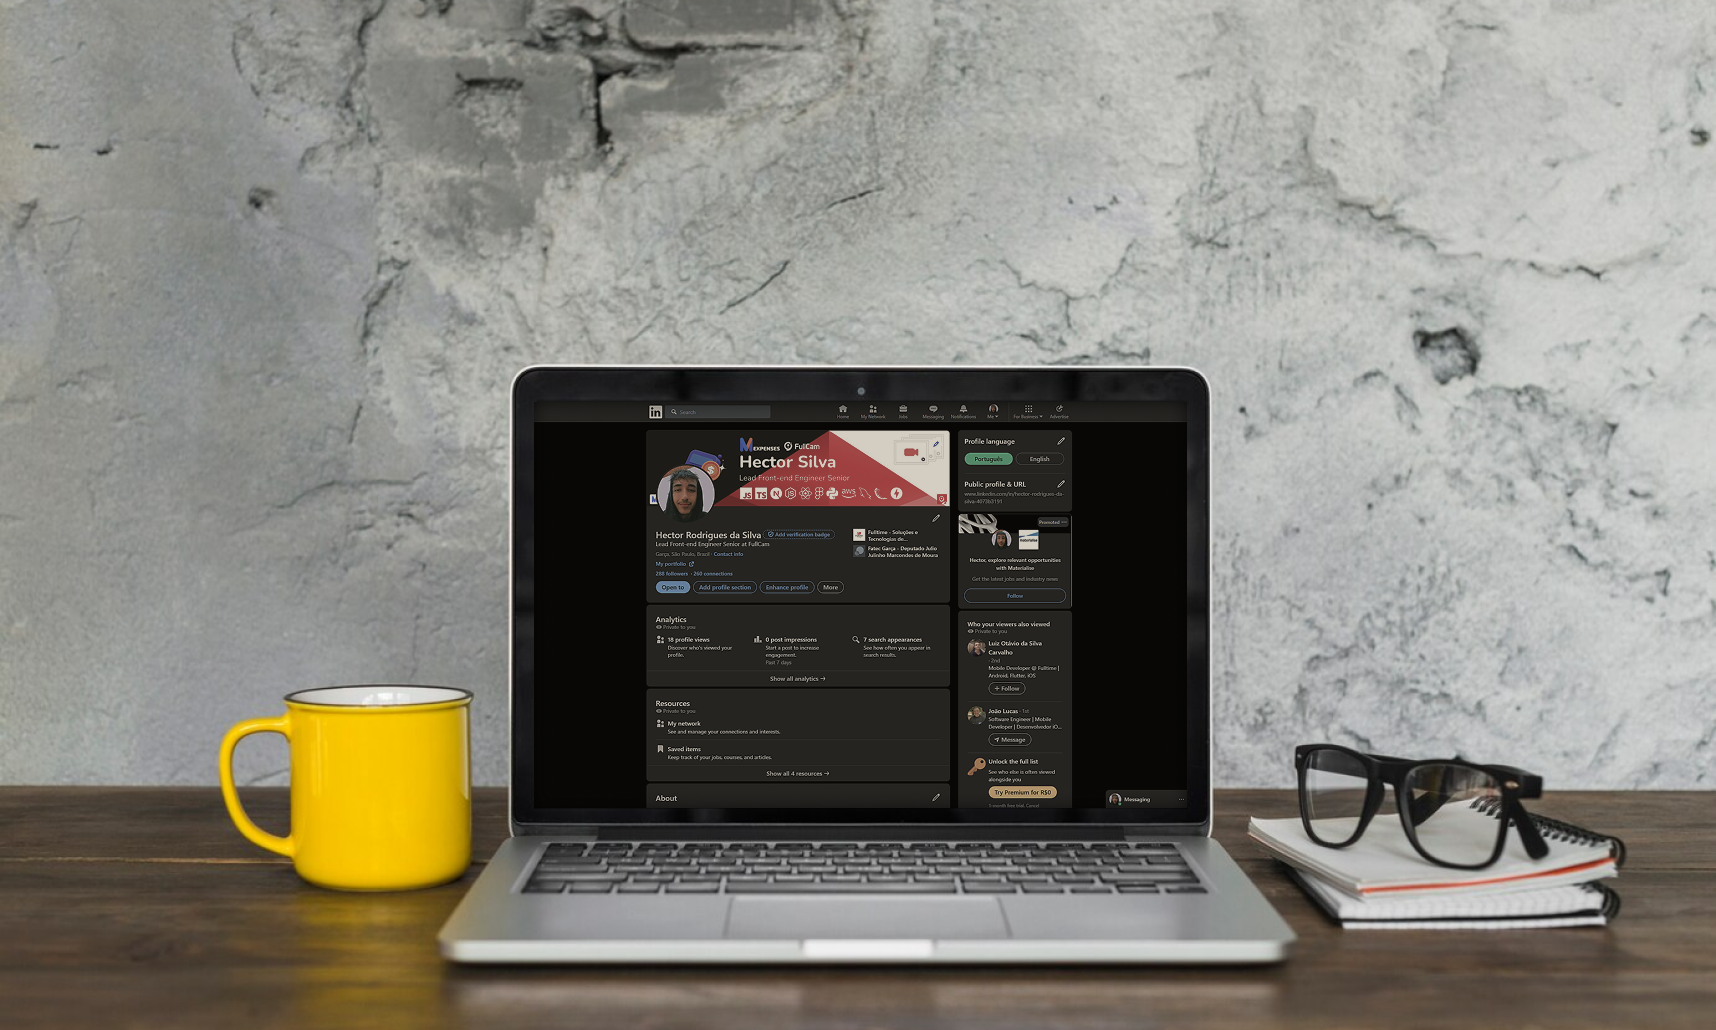 in
Search
Home
My Network
Jobs
Messaging
Notifications
Me
For Business
Advertise
M EXPENSES FullCam
Hector Silva
Lead Front-end Engineer Senior
JS TS N JS aws
Hector Rodrigues da Silva
Add verification badge
Lead Front-end Engineer Senior at FullCam
Garça, São Paulo, Brazil · Contact info
My portfolio
288 followers · 260 connections
Open to
Add profile section
Enhance profile
More
Fulltime - Soluções e
Tecnologias de...
Fatec Garça - Deputado Julio
Julinho Marcondes de Moura
Analytics
Private to you
18 profile views
Discover who's viewed your
profile.
0 post impressions
Start a post to increase
engagement.
Past 7 days
7 search appearances
See how often you appear in
search results.
Show all analytics →
Resources
Private to you
My network
See and manage your connections and interests.
Saved items
Keep track of your jobs, courses, and articles.
Show all 4 resources →
About
Profile language
Português
English
Public profile & URL
www.linkedin.com/in/hector-rodrigues-da-
silva-4073b3191
Promoted ···
Hector, explore relevant opportunities
with Materialise
Get the latest jobs and industry news
Follow
Who your viewers also viewed
Private to you
Luiz Otávio da Silva
Carvalho
· 2nd
Mobile Developer @ Fulltime |
Android, Flutter, iOS
+ Follow
João Lucas · 1st
Software Engineer | Mobile
Developer | Desenvolvedor iO...
Message
Unlock the full list
See who else is often viewed
alongside you
Try Premium for R$0
1-month free trial. Cancel
Messaging